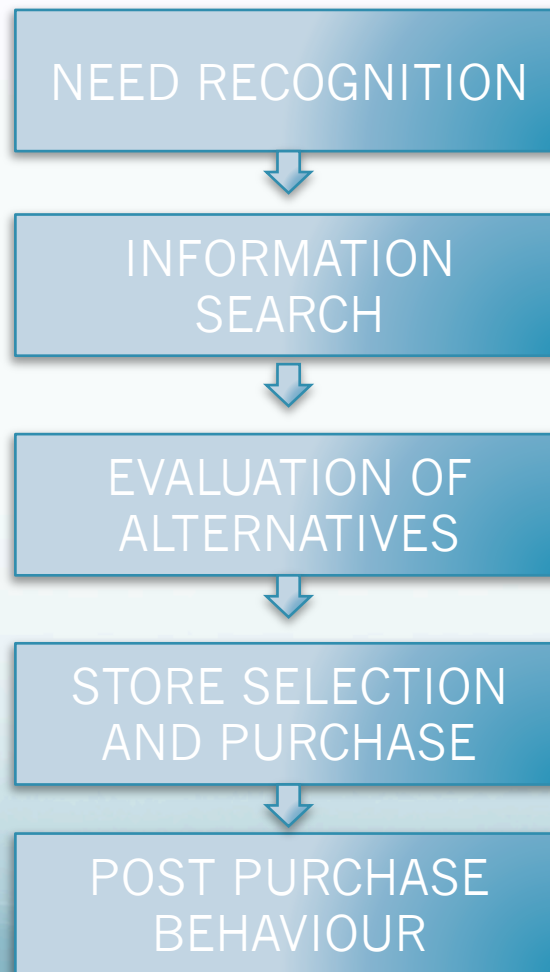 NEED RECOGNITION
INFORMATION
SEARCH
EVALUATION OF
ALTERNATIVES
STORE SELECTION
AND PURCHASE
POST PURCHASE
BEHAVIOUR